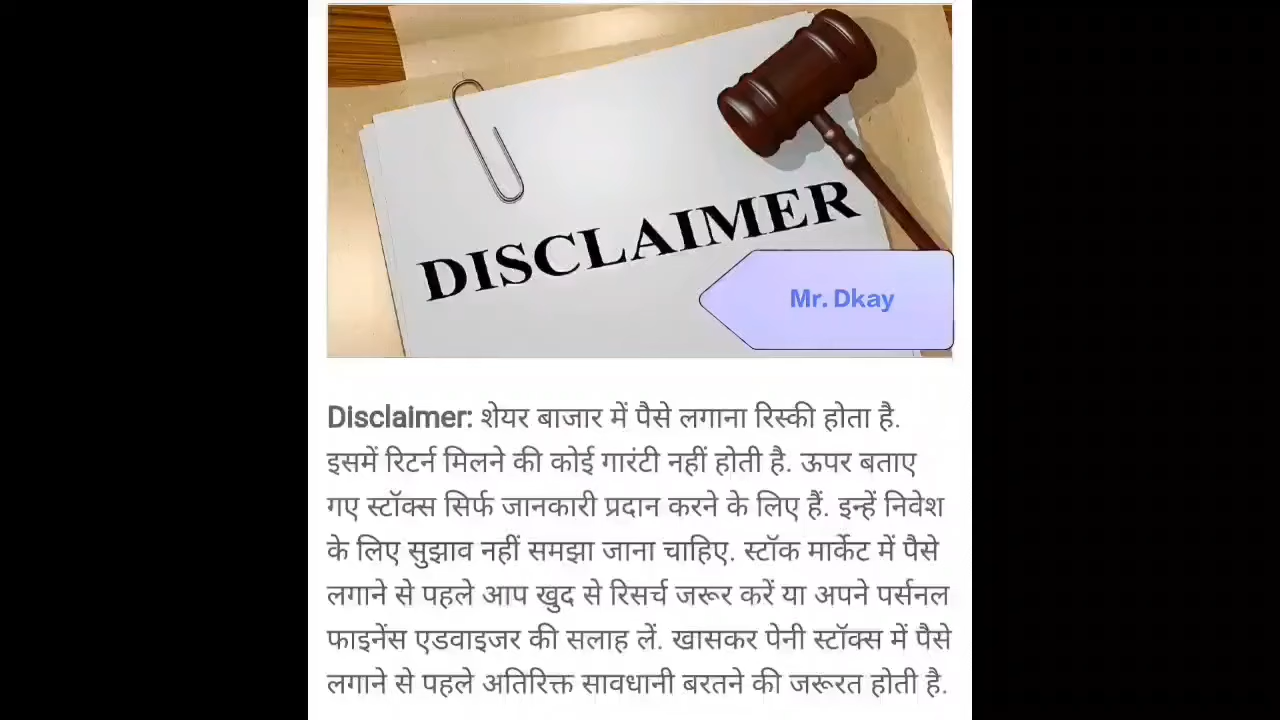 DISCLAIMER
Mr. Dkay
Disclaimer: शेयर बाजार में पैसे लगाना रिस्की होता है.
इसमें रिटर्न मिलने की कोई गारंटी नहीं होती है. ऊपर बताए
गए स्टॉक्स सिर्फ जानकारी प्रदान करने के लिए हैं. इन्हें निवेश
के लिए सुझाव नहीं समझा जाना चाहिए. स्टॉक मार्केट में पैसे
लगाने से पहले आप खुद से रिसर्च जरूर करें या अपने पर्सनल
फाइनेंस एडवाइजर की सलाह लें. खासकर पेनी स्टॉक्स में पैसे
लगाने से पहले अतिरिक्त सावधानी बरतने की जरूरत होती है.